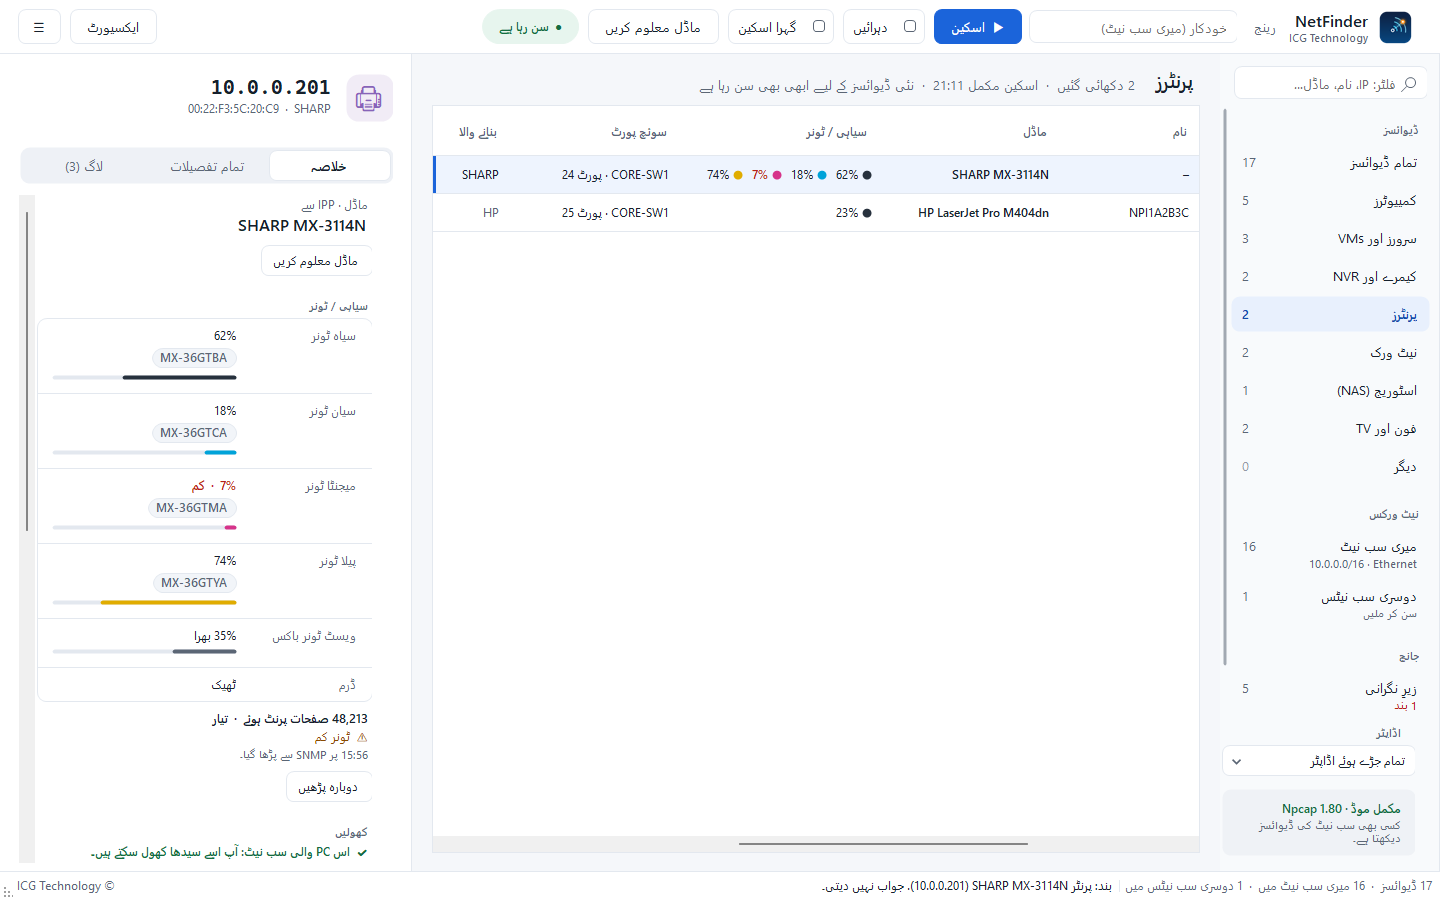 NetFinder
ICG Technology
رینج
خودکار (میری سب نیٹ)
اسکین
دہرائیں
گہرا اسکین
ماڈل معلوم کریں
سن رہا ہے
ایکسپورٹ
فلٹر: IP، نام، ماڈل...
ڈیوائسز
تمام ڈیوائسز 17
کمپیوٹرز 5
سرورز اور VMs 3
کیمرے اور NVR 2
پرنٹرز 2
نیٹ ورک 2
اسٹوریج (NAS) 1
فون اور TV 2
دیگر 0
نیٹ ورکس
میری سب نیٹ 16
10.0.0.0/16 · Ethernet
دوسری سب نیٹس 1
سن کر ملیں
جانچ
زیرِ نگرانی 5
1 بند
اڈاپٹر
تمام جڑے ہوئے اڈاپٹر
مکمل موڈ · Npcap 1.80
کسی بھی سب نیٹ کی ڈیوائسز
دیکھتا ہے۔
پرنٹرز 2 دکھائی گئیں · اسکین مکمل 21:11 · نئی ڈیوائسز کے لیے ابھی بھی سن رہا ہے
نام ماڈل سیاہی / ٹونر سوئچ پورٹ بنانے والا
– SHARP MX-3114N 62% 18% 7% 74% CORE-SW1 · پورٹ 24 SHARP
NPI1A2B3C HP LaserJet Pro M404dn 23% CORE-SW1 · پورٹ 25 HP
10.0.0.201
SHARP · 00:22:F3:5C:20:C9
خلاصہ تمام تفصیلات لاگ (3)
ماڈل · IPP سے
SHARP MX-3114N
ماڈل معلوم کریں
سیاہی / ٹونر
سیاہ ٹونر 62%
MX-36GTBA
سیان ٹونر 18%
MX-36GTCA
میجنٹا ٹونر 7% · کم
MX-36GTMA
پیلا ٹونر 74%
MX-36GTYA
ویسٹ ٹونر باکس 35% بھرا
ڈرم ٹھیک
48,213 صفحات پرنٹ ہوئے · تیار
⚠ ٹونر کم
15:56 پر SNMP سے پڑھا گیا۔
دوبارہ پڑھیں
کھولیں
✔ اس PC والی سب نیٹ: آپ اسے سیدھا کھول سکتے ہیں۔
17 ڈیوائسز · 16 میری سب نیٹ میں · 1 دوسری سب نیٹس میں
بند: پرنٹر SHARP MX-3114N (10.0.0.201)، جواب نہیں دیتی۔
© ICG Technology